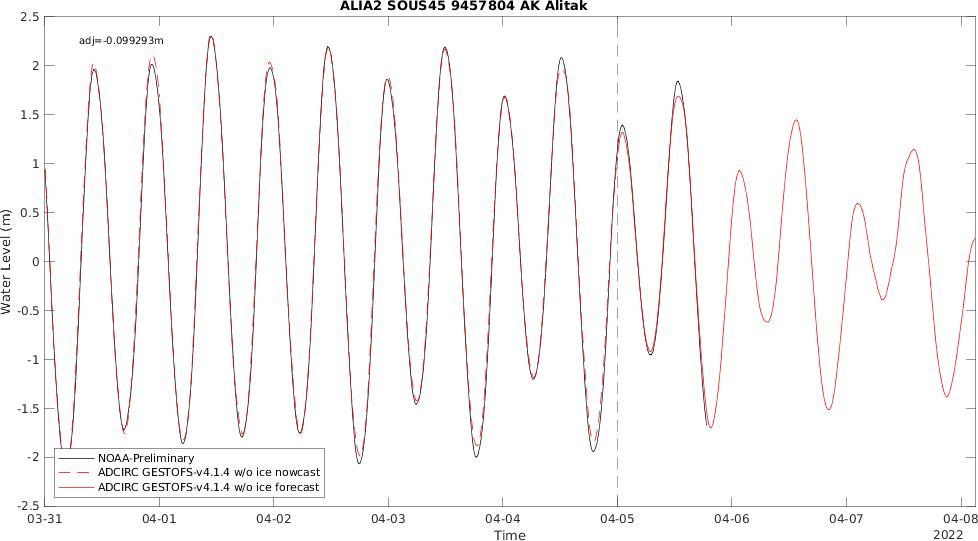 ALIA2 SOUS45 9457804 AK Alitak
adj=-0.099293m
2.5
2
1.5
1
0.5
0
-0.5
-1
-1.5
-2
-2.5
Water Level (m)
NOAA-Preliminary
ADCIRC GESTOFS-v4.1.4 w/o ice nowcast
ADCIRC GESTOFS-v4.1.4 w/o ice forecast
03-31 04-01 04-02 04-03 04-04 04-05 04-06 04-07 04-08
Time
2022